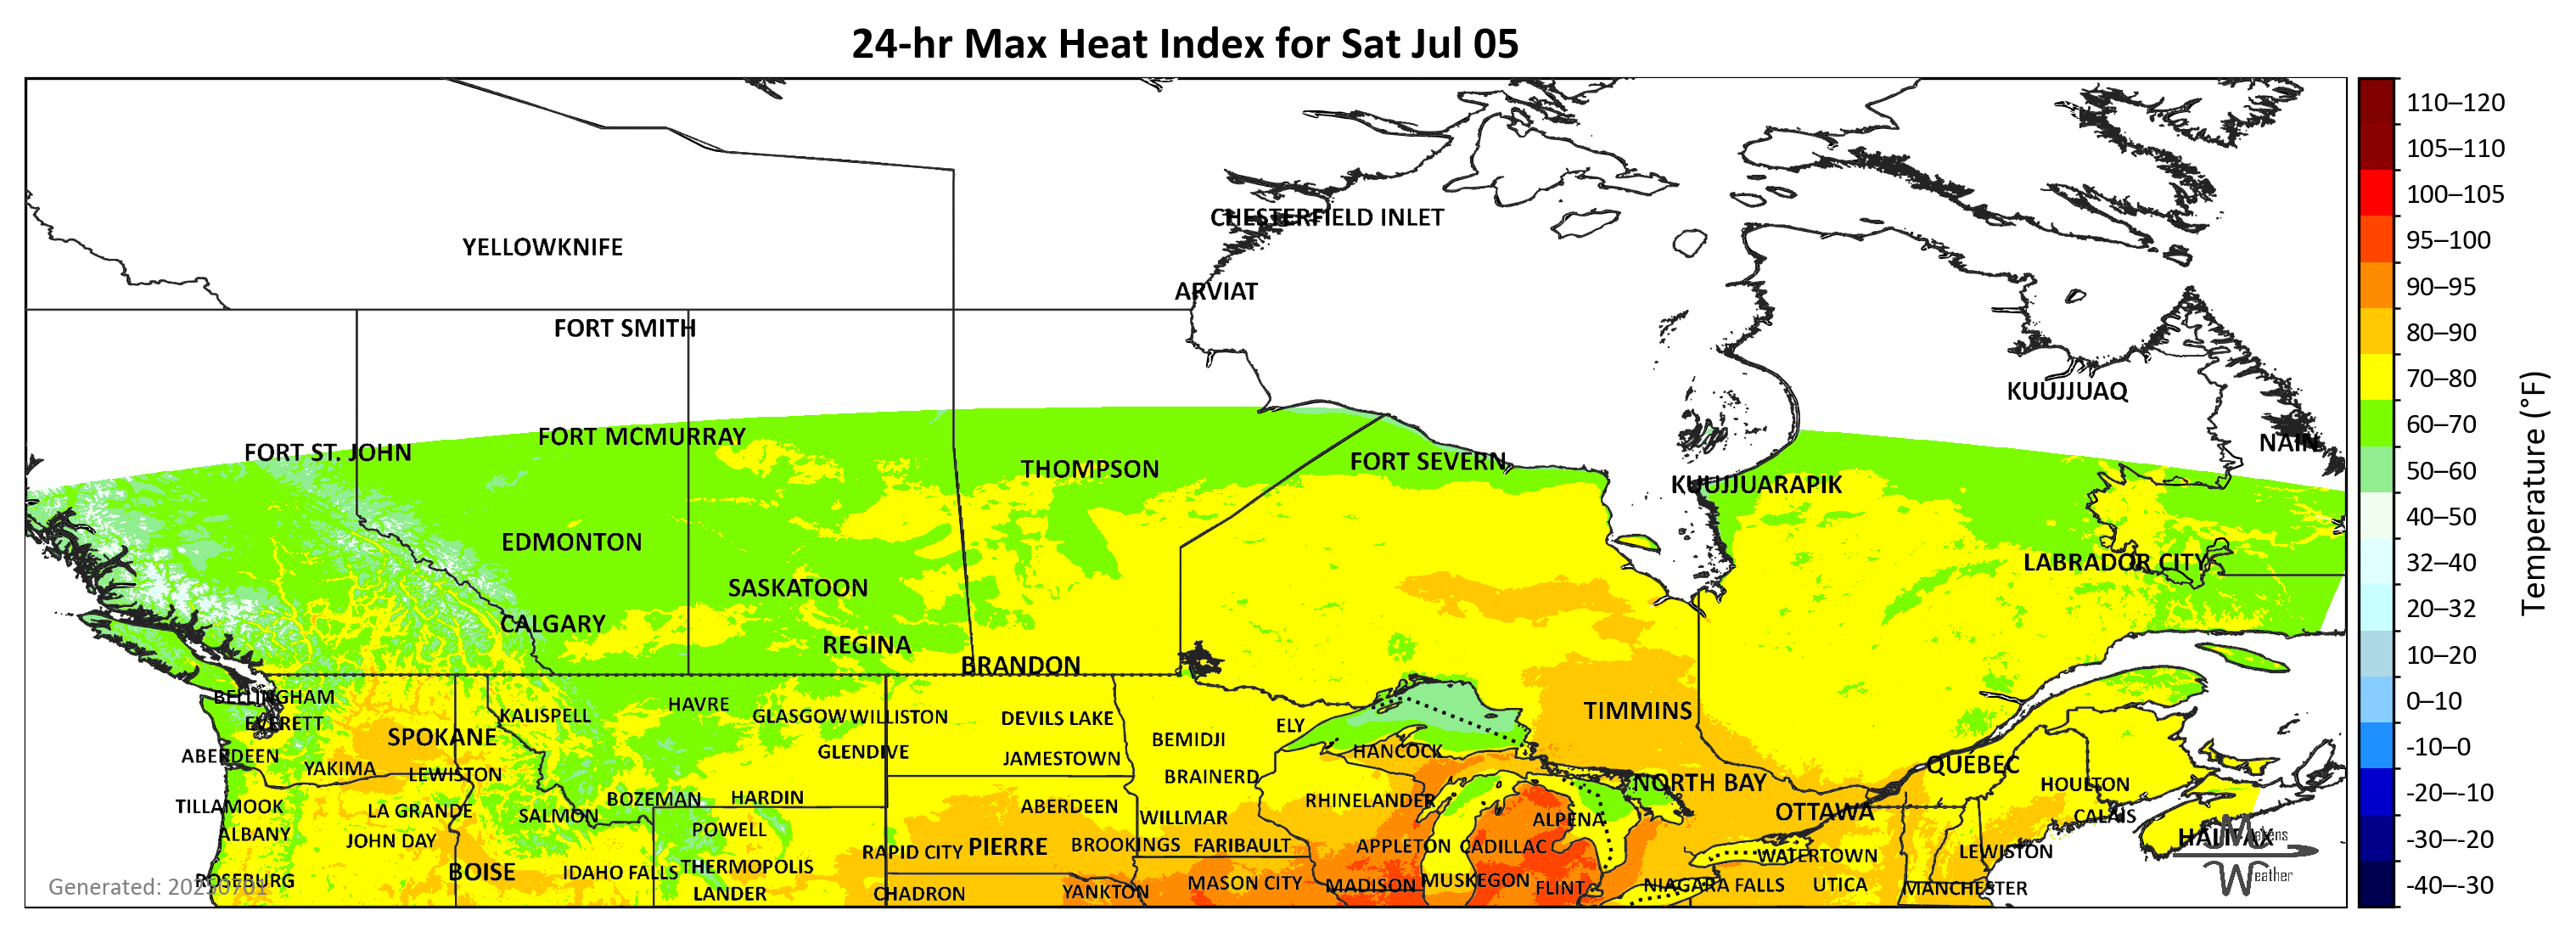 24-hr Max Heat Index for Sat Jul 05
CHESTERFIELD INLET
YELLOWKNIFE
ARVIAT
FORT SMITH
KUUJJUAQ
FORT MCMURRAY
NAIN
FORT ST. JOHN
FORT SEVERN
THOMPSON
KUUJJUARAPIK
EDMONTON
LABRADOR CITY
SASKATOON
CALGARY
REGINA
BRANDON
BELLINGHAM
HAVRE
TIMMINS
KALISPELL
GLASGOW WILLISTON
DEVILS LAKE
EVERETT
ELY
SPOKANE
BEMIDJI
GLENDIVE
HANCOCK
ABERDEEN
JAMESTOWN
QUÉBEC
YAKIMA
LEWISTON
BRAINERD
NORTH BAY
HOULTON
BOZEMAN
HARDIN
RHINELANDER
TILLAMOOK
LA GRANDE
SALMON
ABERDEEN
WILLMAR
ALPENA
OTTAWA
CALAIS
ALBANY
JOHN DAY
POWELL
RAPID CITY
PIERRE
BROOKINGS
FARIBAULT
APPLETON
CADILLAC
WATERTOWN
LEWISTON
HALIFAX
Matens
Weather
BOISE
IDAHO FALLS
THERMOPOLIS
ROSEBURG
LANDER
CHADRON
YANKTON
MASON CITY
MADISON
MUSKEGON
FLINT
NIAGARA FALLS
UTICA
MANCHESTER
Generated: 20250701
110–120
105–110
100–105
95–100
90–95
80–90
70–80
60–70
50–60
40–50
32–40
20–32
10–20
0–10
-10–0
-20–-10
-30–-20
-40–-30
Temperature (°F)